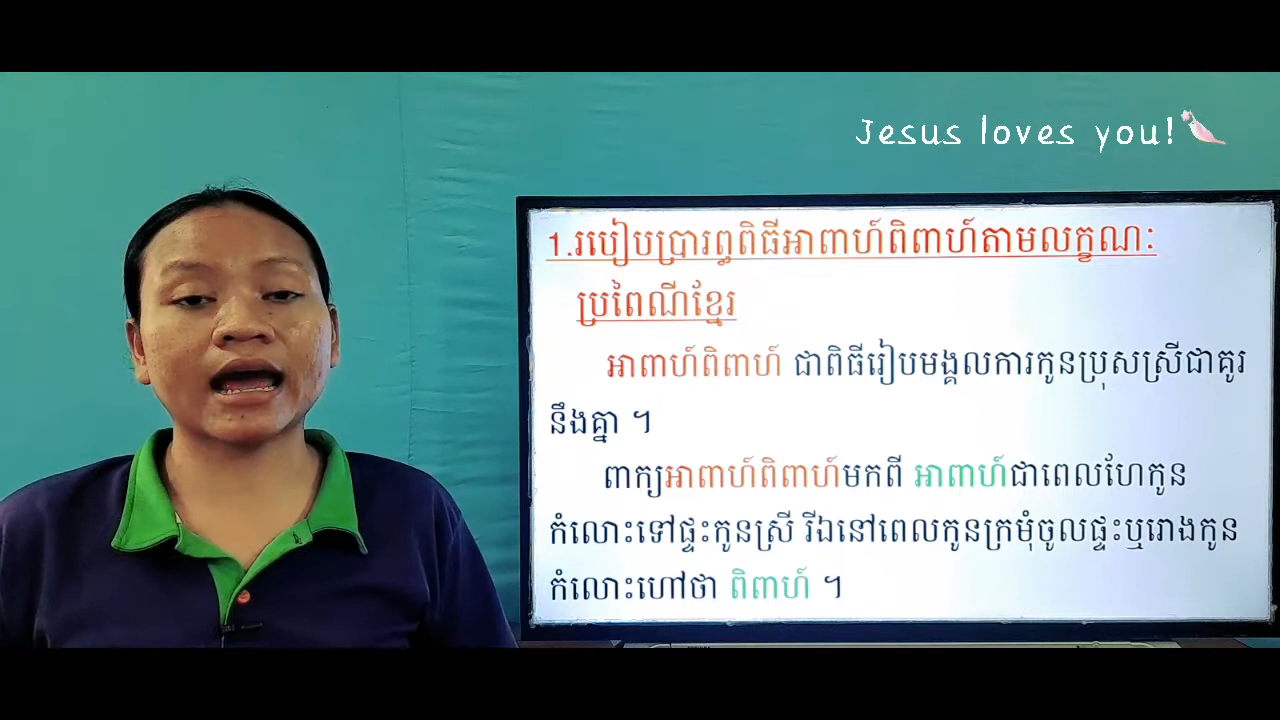 Jesus loves you!
1.របៀបប្រារព្ធពិធីអាពាហ៍ពិពាហ៍តាមលក្ខណៈ
ប្រពៃណីខ្មែរ
អាពាហ៍ពិពាហ៍ ជាពិធីរៀបមង្គលការកូនប្រុសស្រីជាគូរ
នឹងគ្នា ។
ពាក្យអាពាហ៍ពិពាហ៍មកពី អាពាហ៍ជាពេលហែកូន
កំលោះទៅផ្ទះកូនស្រី រីឯនៅពេលកូនក្រមុំចូលផ្ទះឬរោងកូន
កំលោះហៅថា ពិពាហ៍ ។